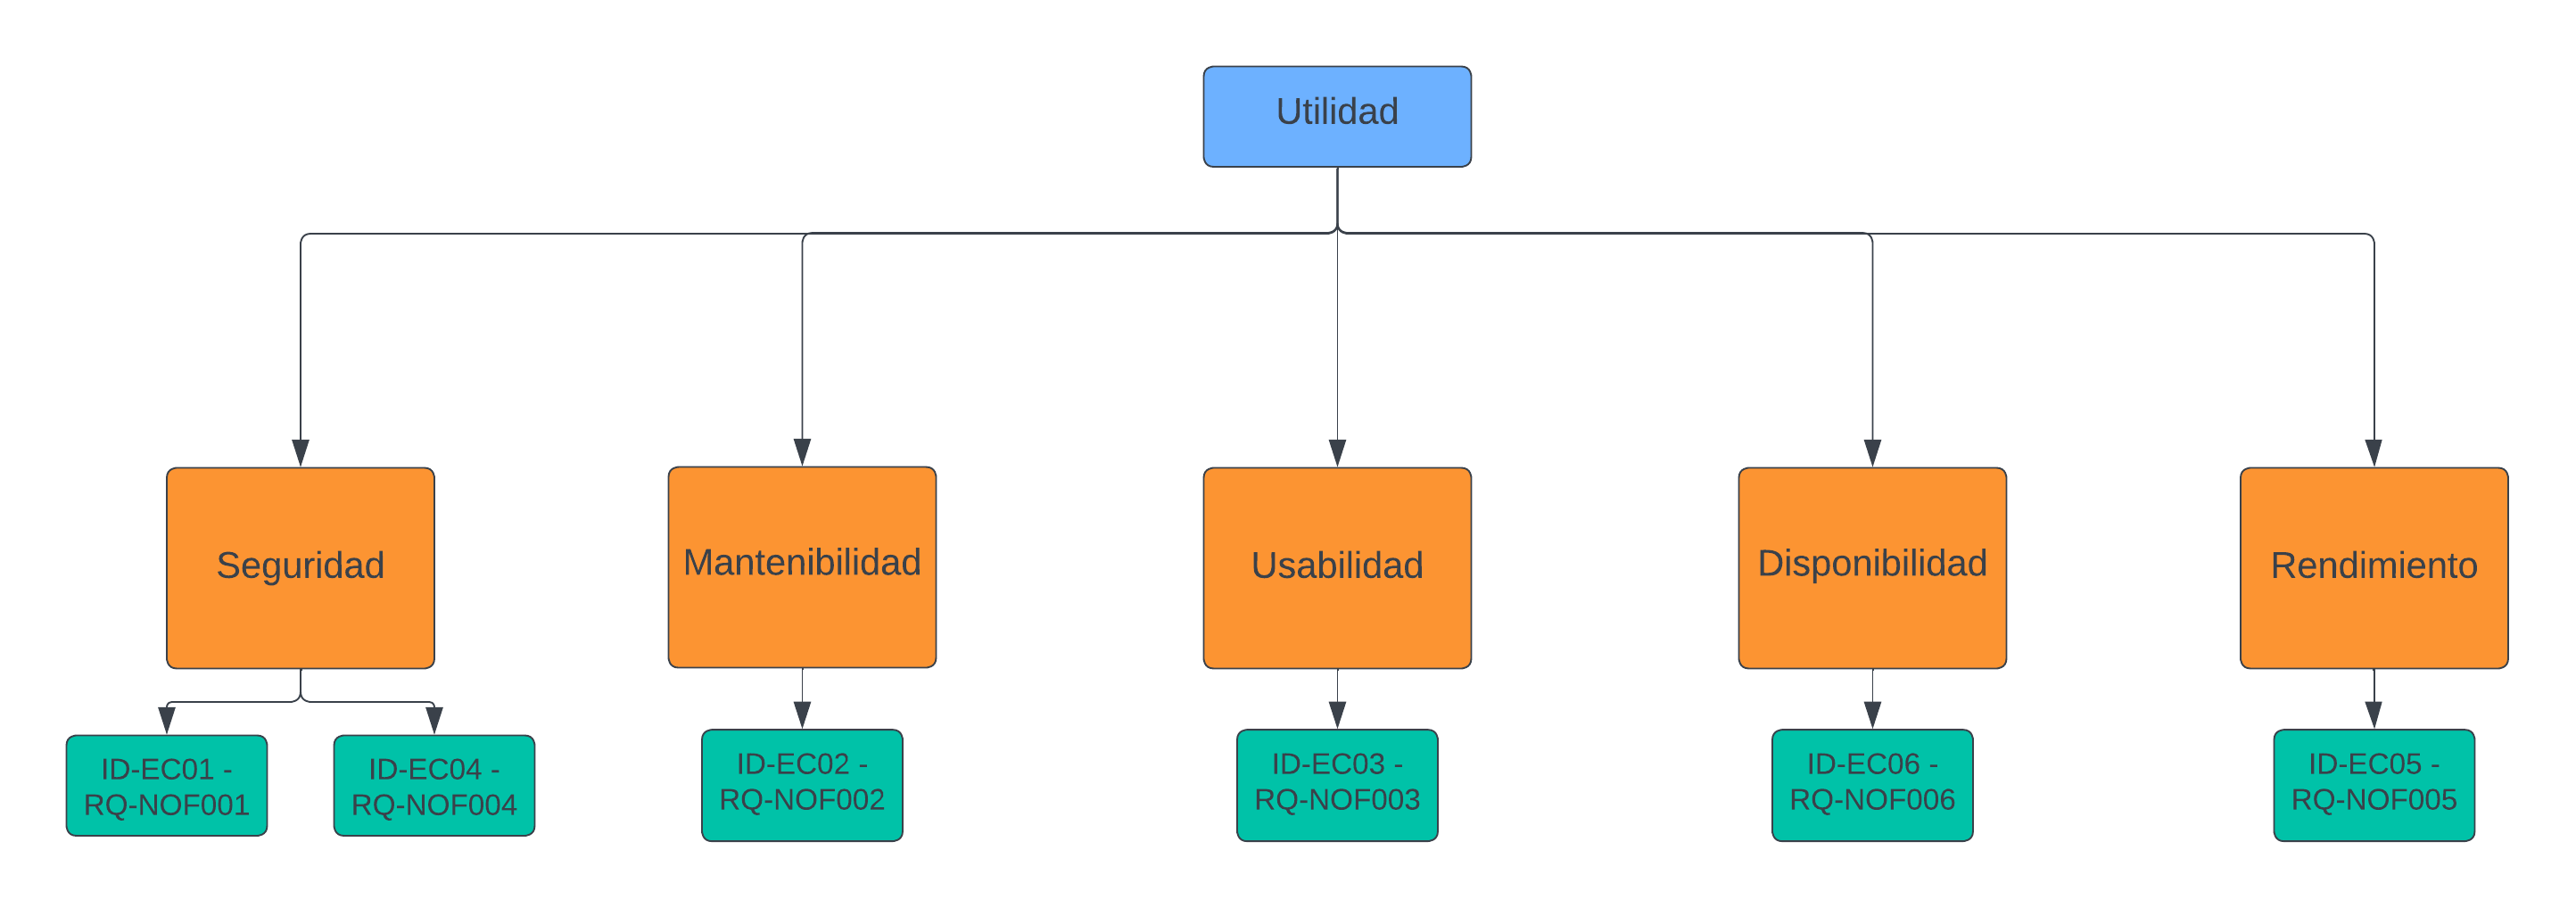 Utilidad
Seguridad
Mantenibilidad
Usabilidad
Disponibilidad
Rendimiento
ID-EC01 -
RQ-NOF001
ID-EC04 -
RQ-NOF004
ID-EC02 -
RQ-NOF002
ID-EC03 -
RQ-NOF003
ID-EC06 -
RQ-NOF006
ID-EC05 -
RQ-NOF005